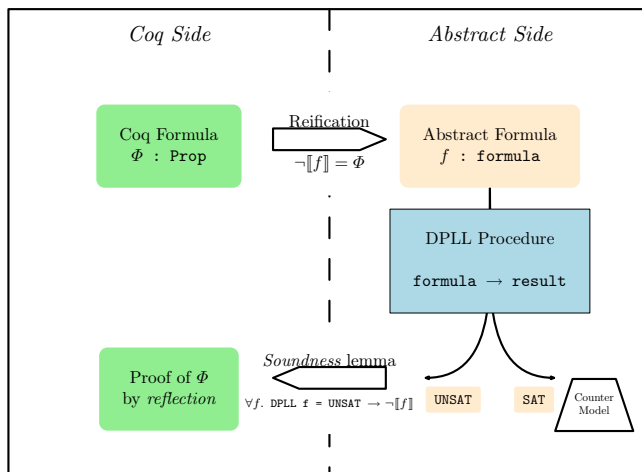 Coq Side
Abstract Side
Coq Formula
Φ : Prop
Reification
¬⟦f⟧ = Φ
Abstract Formula
f : formula
DPLL Procedure
formula → result
Proof of Φ
by reflection
Soundness lemma
∀f. DPLL f = UNSAT → ¬⟦f⟧
UNSAT
SAT
Counter
Model